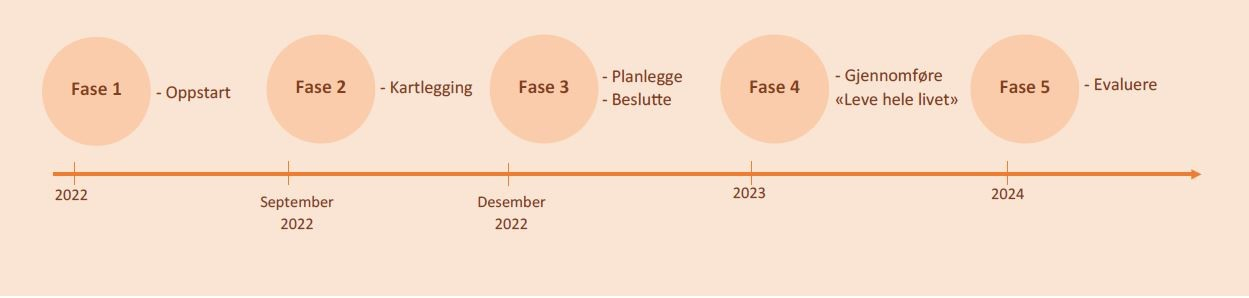 Fase 1
- Oppstart
Fase 2
- Kartlegging
Fase 3
- Planlegge
- Beslutte
Fase 4
- Gjennomføre
«Leve hele livet»
Fase 5
- Evaluere
2022
September
2022
Desember
2022
2023
2024